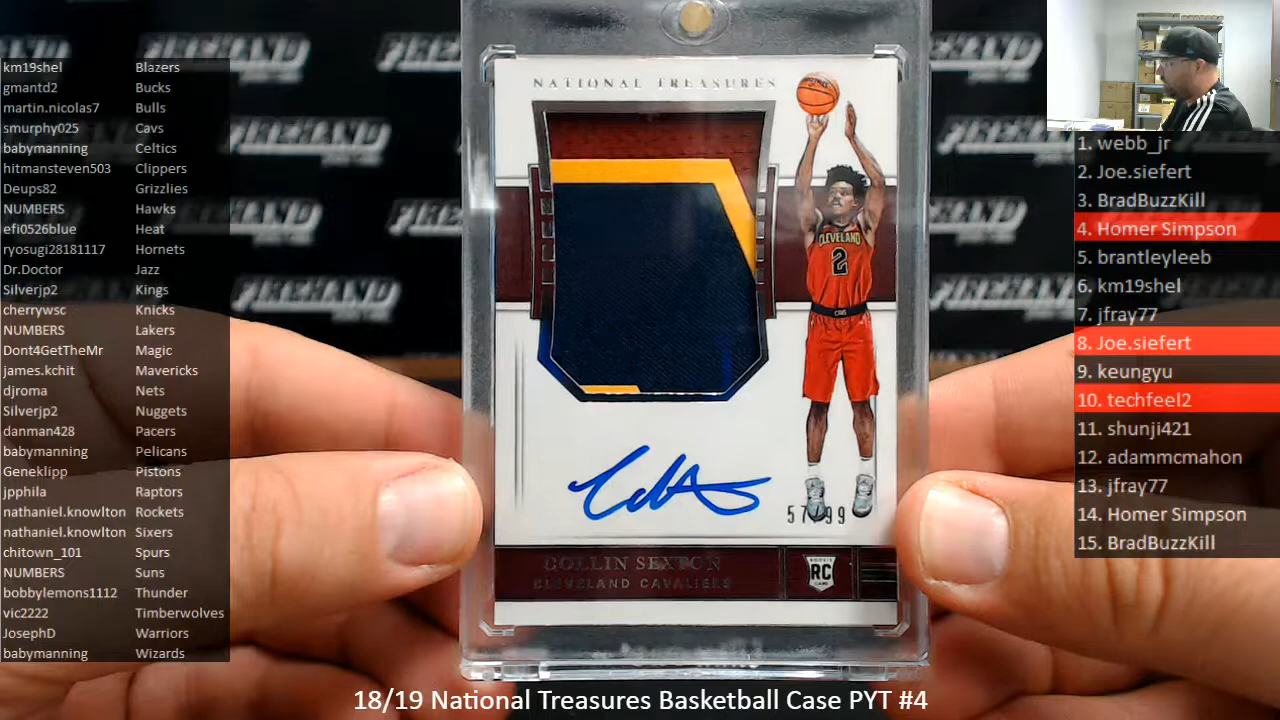 km19shel Blazers
gmantd2 Bucks
martin.nicolas7 Bulls
smurphy025 Cavs
babymanning Celtics
hitmansteven503 Clippers
Deups82 Grizzlies
NUMBERS Hawks
efi0526blue Heat
ryosugi28181117 Hornets
Dr.Doctor Jazz
Silverjp2 Kings
cherrywsc Knicks
NUMBERS Lakers
Dont4GetTheMr Magic
james.kchit Mavericks
djroma Nets
Silverjp2 Nuggets
danman428 Pacers
babymanning Pelicans
Geneklipp Pistons
jpphila Raptors
nathaniel.knowlton Rockets
nathaniel.knowlton Sixers
chitown_101 Spurs
NUMBERS Suns
bobbylemons1112 Thunder
vic2222 Timberwolves
JosephD Warriors
babymanning Wizards
FIREHAND
FIREHAND
FIREHAND
FIREHAND
NATIONAL TREASURES
CLEVELAND
2
57/99
COLLIN SEXTON
CLEVELAND CAVALIERS
RC
1. webb_jr
2. Joe.siefert
3. BradBuzzKill
4. Homer Simpson
5. brantleyleeb
6. km19shel
7. jfray77
8. Joe.siefert
9. keungyu
10. techfeel2
11. shunji421
12. adammcmahon
13. jfray77
14. Homer Simpson
15. BradBuzzKill
18/19 National Treasures Basketball Case PYT #4